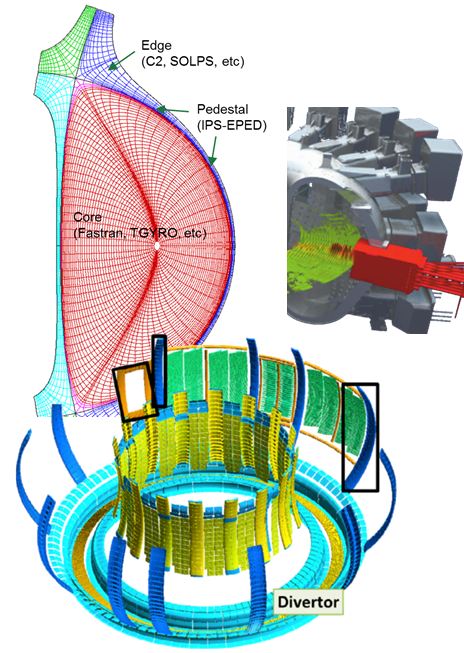 Edge
(C2, SOLPS, etc)
Pedestal
(IPS-EPED)
Core
(Fastran, TGYRO, etc)
Divertor